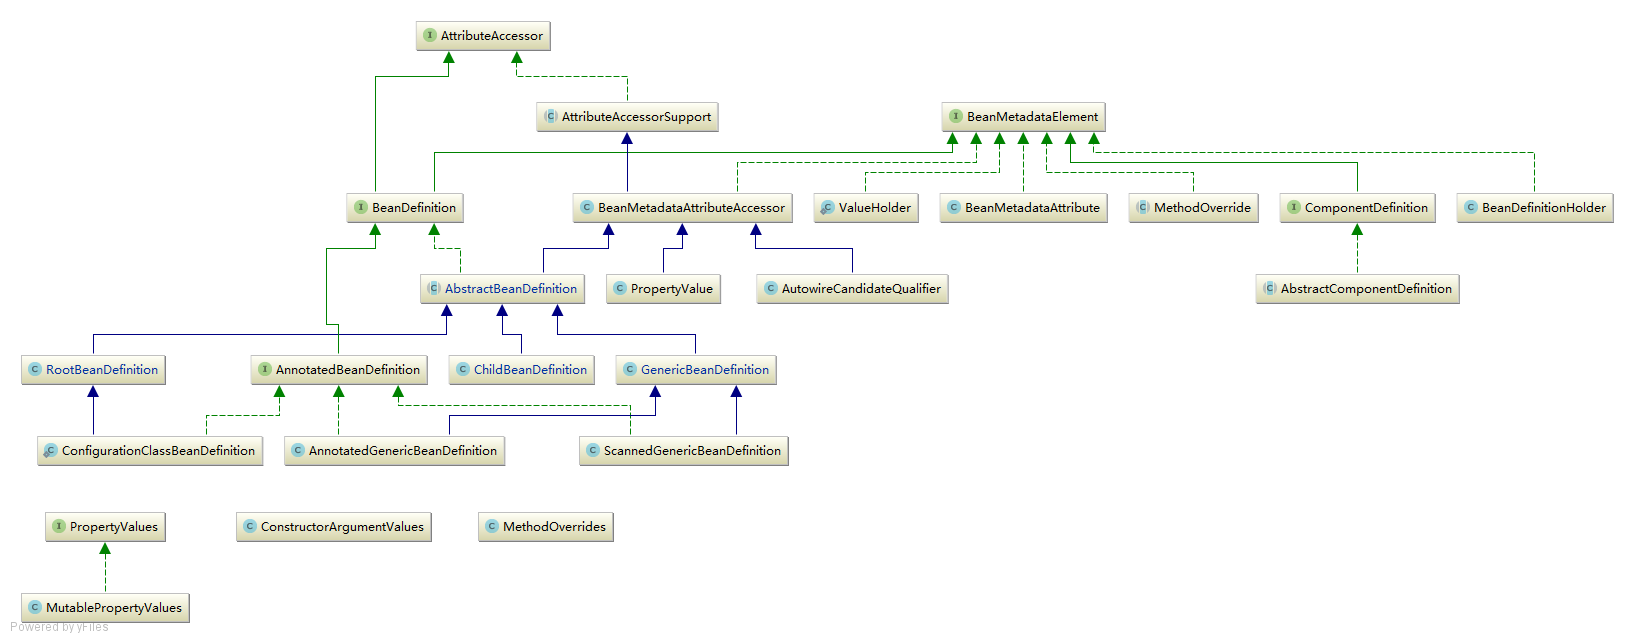 I AttributeAccessor
C AttributeAccessorSupport
I BeanMetadataElement
I BeanDefinition
C BeanMetadataAttributeAccessor
C ValueHolder
C BeanMetadataAttribute
C MethodOverride
I ComponentDefinition
C BeanDefinitionHolder
C AbstractBeanDefinition
C PropertyValue
C AutowireCandidateQualifier
C AbstractComponentDefinition
C RootBeanDefinition
I AnnotatedBeanDefinition
C ChildBeanDefinition
C GenericBeanDefinition
C ConfigurationClassBeanDefinition
C AnnotatedGenericBeanDefinition
C ScannedGenericBeanDefinition
I PropertyValues
C ConstructorArgumentValues
C MethodOverrides
C MutablePropertyValues
Powered by yFiles